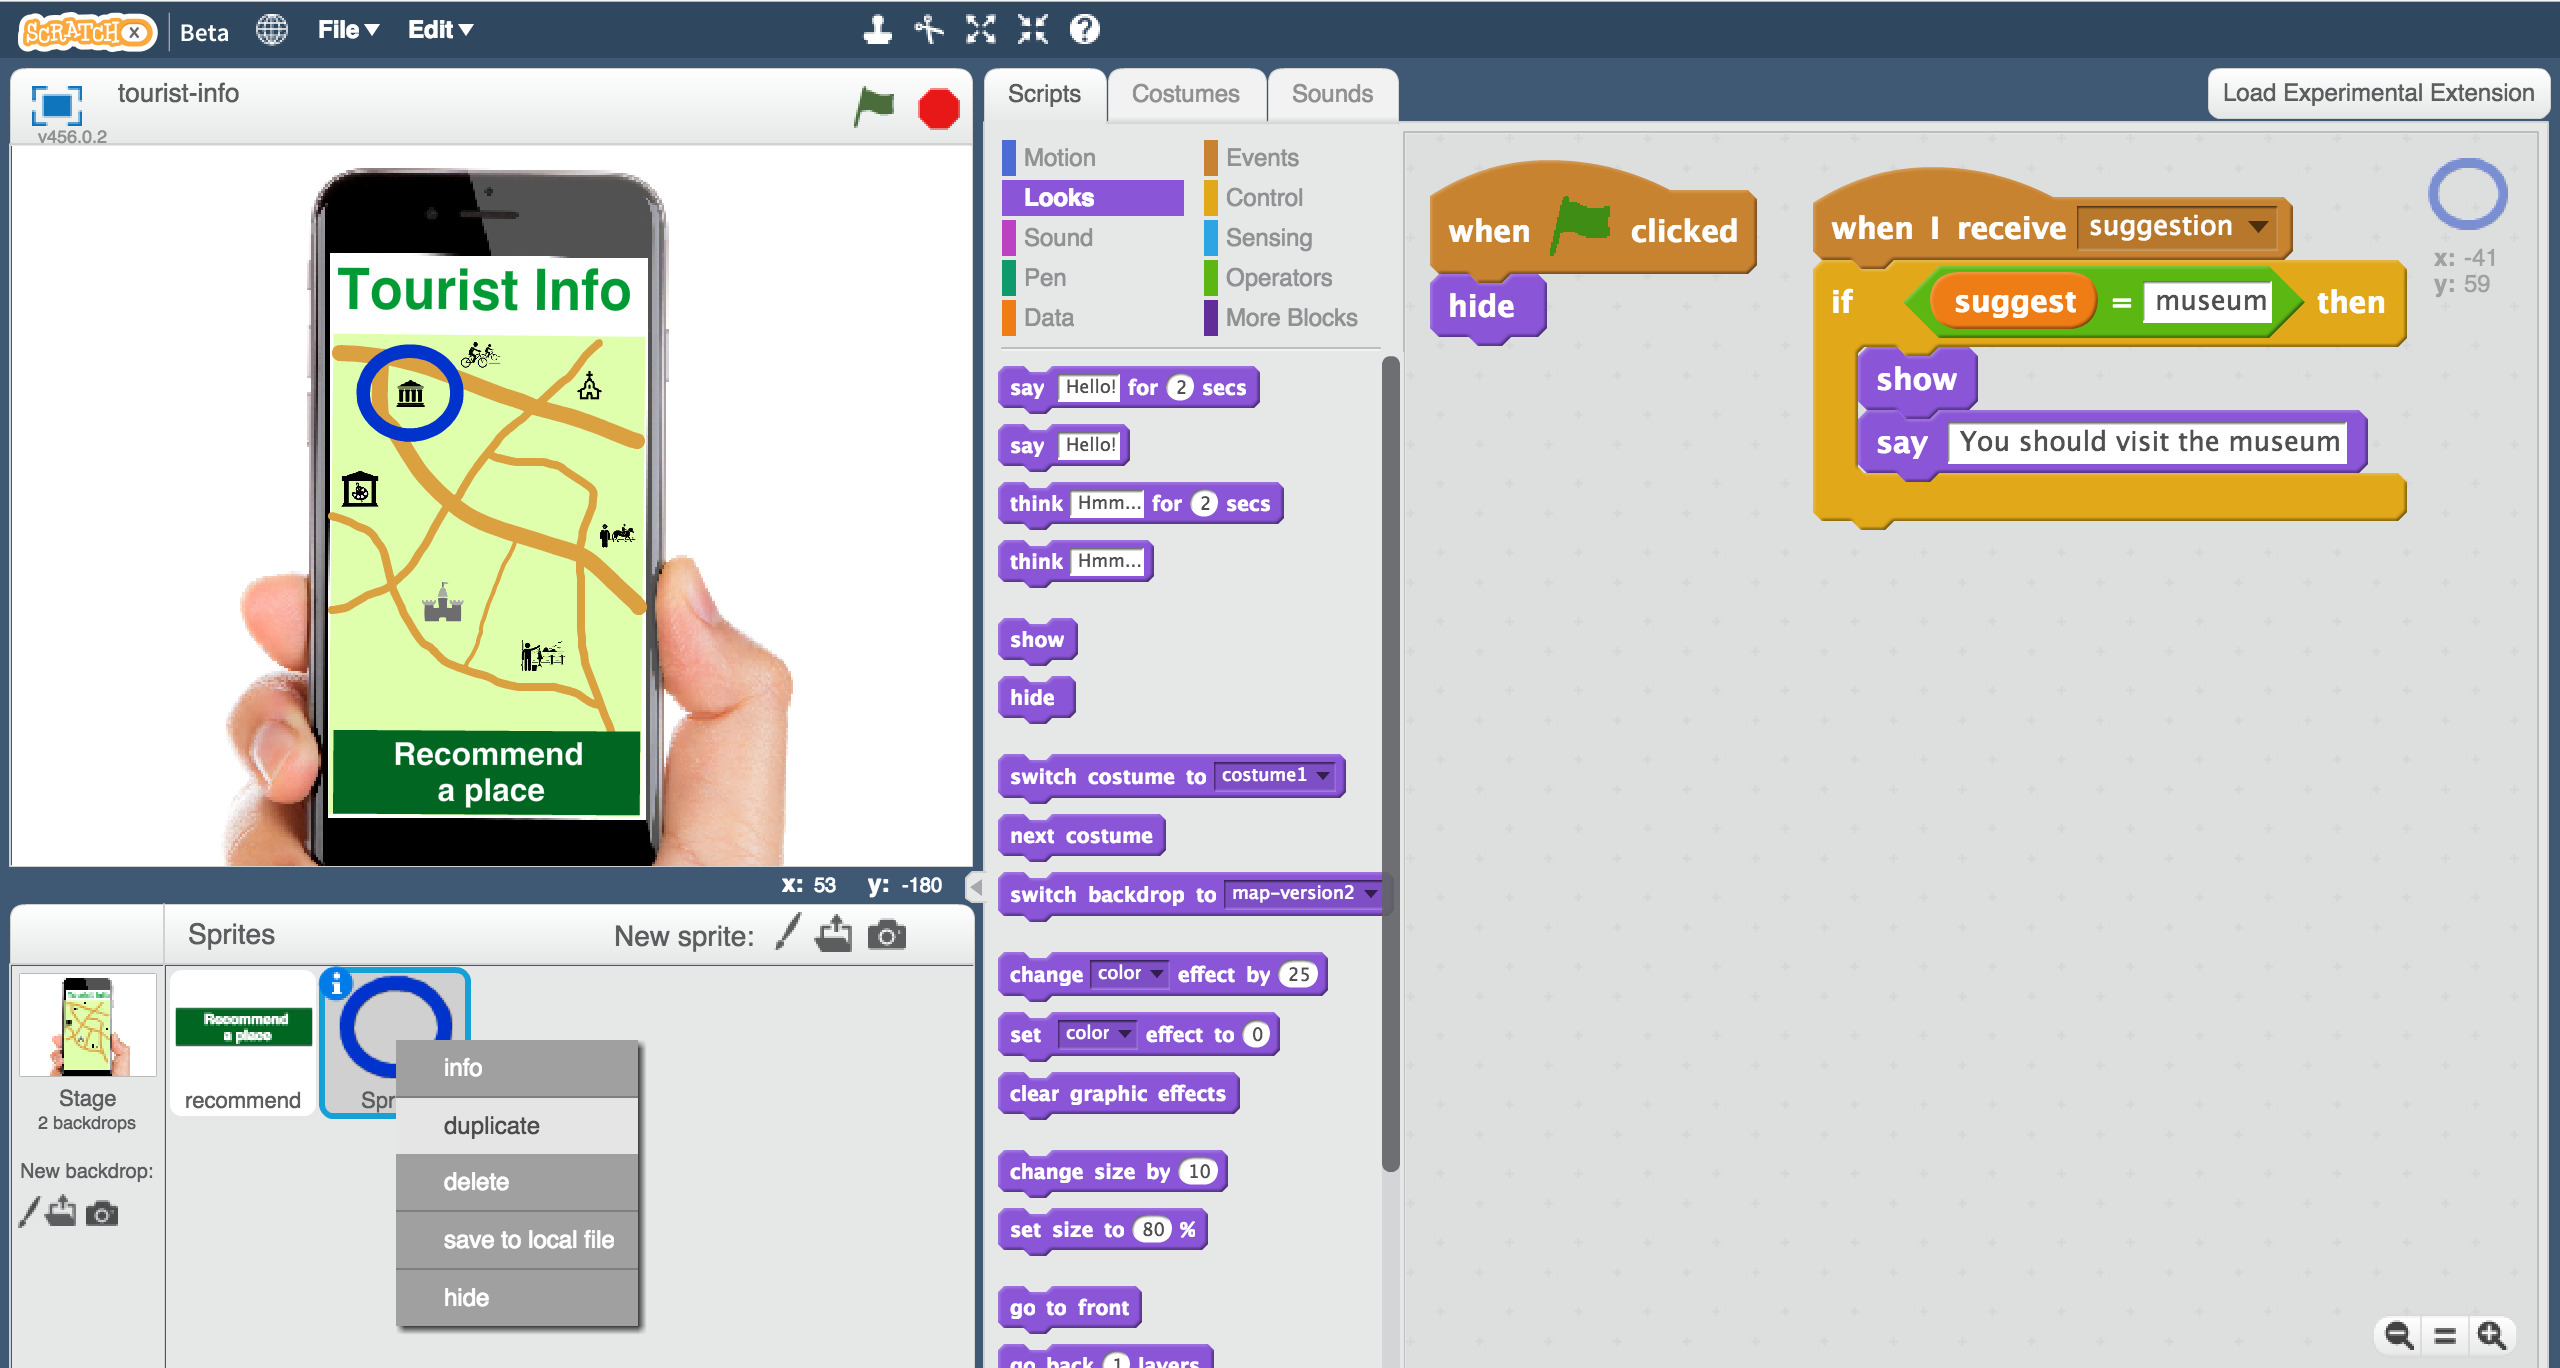 SCRATCH X Beta File Edit
tourist-info
v456.0.2
Tourist Info
Recommend
a place
x: 53 y: -180
Sprites New sprite:
Recommend
a place
recommend
Spr
Stage
2 backdrops
New backdrop:
info
duplicate
delete
save to local file
hide
Scripts Costumes Sounds
Load Experimental Extension
Motion Events
Looks Control
Sound Sensing
Pen Operators
Data More Blocks
say Hello! for 2 secs
say Hello!
think Hmm... for 2 secs
think Hmm...
show
hide
switch costume to costume1
next costume
switch backdrop to map-version2
change color effect by 25
set color effect to 0
clear graphic effects
change size by 10
set size to 80 %
go to front
go back 1 layers
when clicked
hide
when I receive suggestion
if suggest = museum then
show
say You should visit the museum
x: -41
y: 59